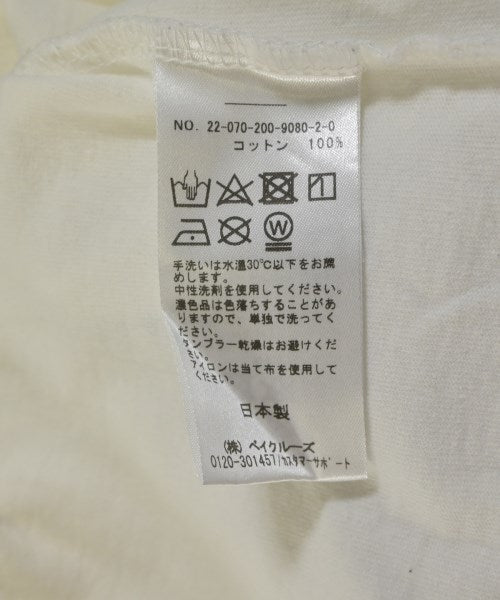 NO. 22-070-200-9080-2-0
コットン 100%
W
手洗いは水温30℃以下をお薦
めします。
中性洗剤を使用してください。
濃色品は色落ちすることがあ
りますので、単独で洗ってく
ださい。
タンブラー乾燥はお避けくだ
さい。
アイロンは当て布を使用して
ください。
日本製
(株) ベイクルーズ
0120-301457/カスタマーサポート